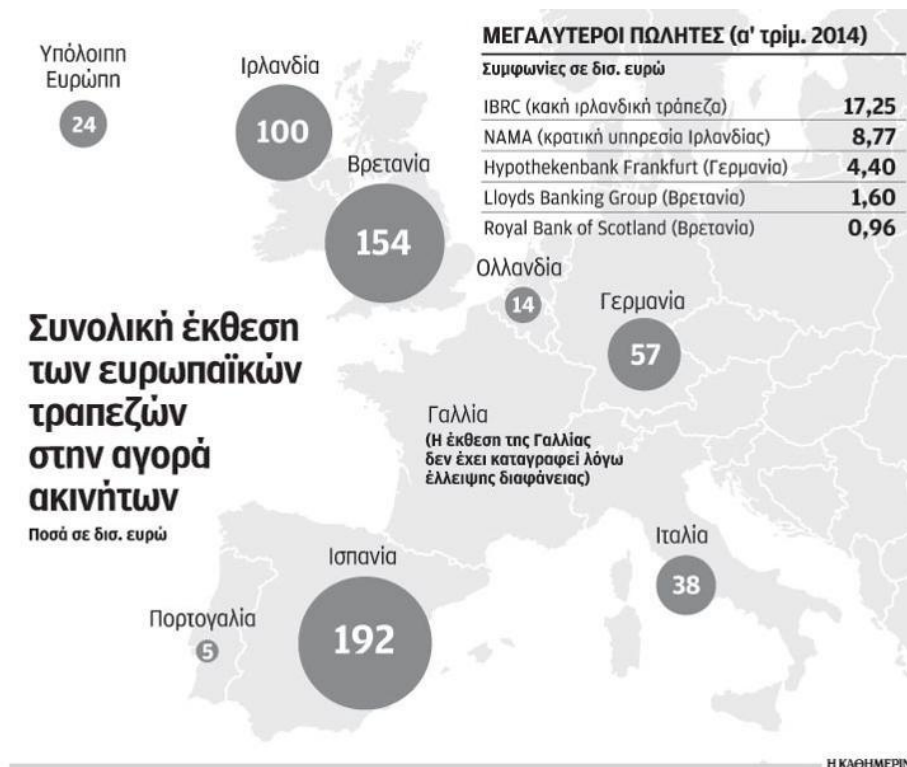 Υπόλοιπη
Ευρώπη
24
Ιρλανδία
100
Βρετανία
154
ΜΕΓΑΛΥΤΕΡΟΙ ΠΩΛΗΤΕΣ (α' τρίμ. 2014)
Συμφωνίες σε δισ. ευρώ
IBRC (κακή ιρλανδική τράπεζα) 17,25
NAMA (κρατική υπηρεσία Ιρλανδίας) 8,77
Hypothekenbank Frankfurt (Γερμανία) 4,40
Lloyds Banking Group (Βρετανία) 1,60
Royal Bank of Scotland (Βρετανία) 0,96
Ολλανδία
14
Γερμανία
57
Συνολική έκθεση
των ευρωπαϊκών
τραπεζών
στην αγορά
ακινήτων
Ποσά σε δισ. ευρώ
Γαλλία
(Η έκθεση της Γαλλίας
δεν έχει καταγραφεί λόγω
έλλειψης διαφάνειας)
Ιταλία
38
Ισπανία
192
Πορτογαλία
5
Η ΚΑΘΗΜΕΡΙΝ